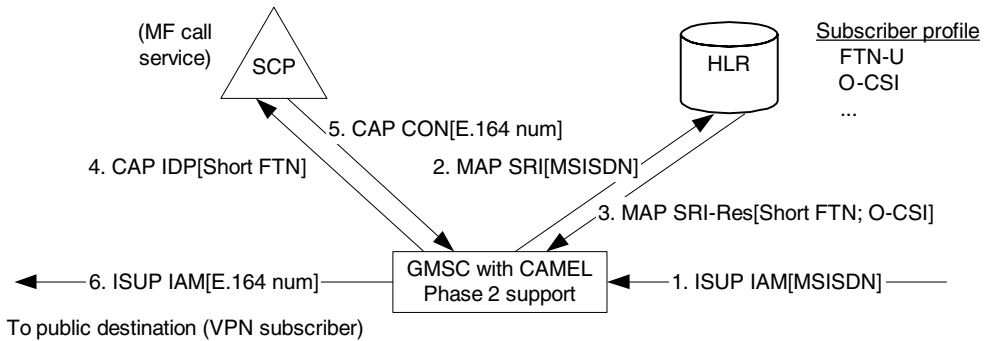 (MF call
service)
SCP
HLR
Subscriber profile
FTN-U
O-CSI
...
5. CAP CON[E.164 num]
4. CAP IDP[Short FTN]
2. MAP SRI[MSISDN]
3. MAP SRI-Res[Short FTN; O-CSI]
6. ISUP IAM[E.164 num]
GMSC with CAMEL
Phase 2 support
1. ISUP IAM[MSISDN]
To public destination (VPN subscriber)